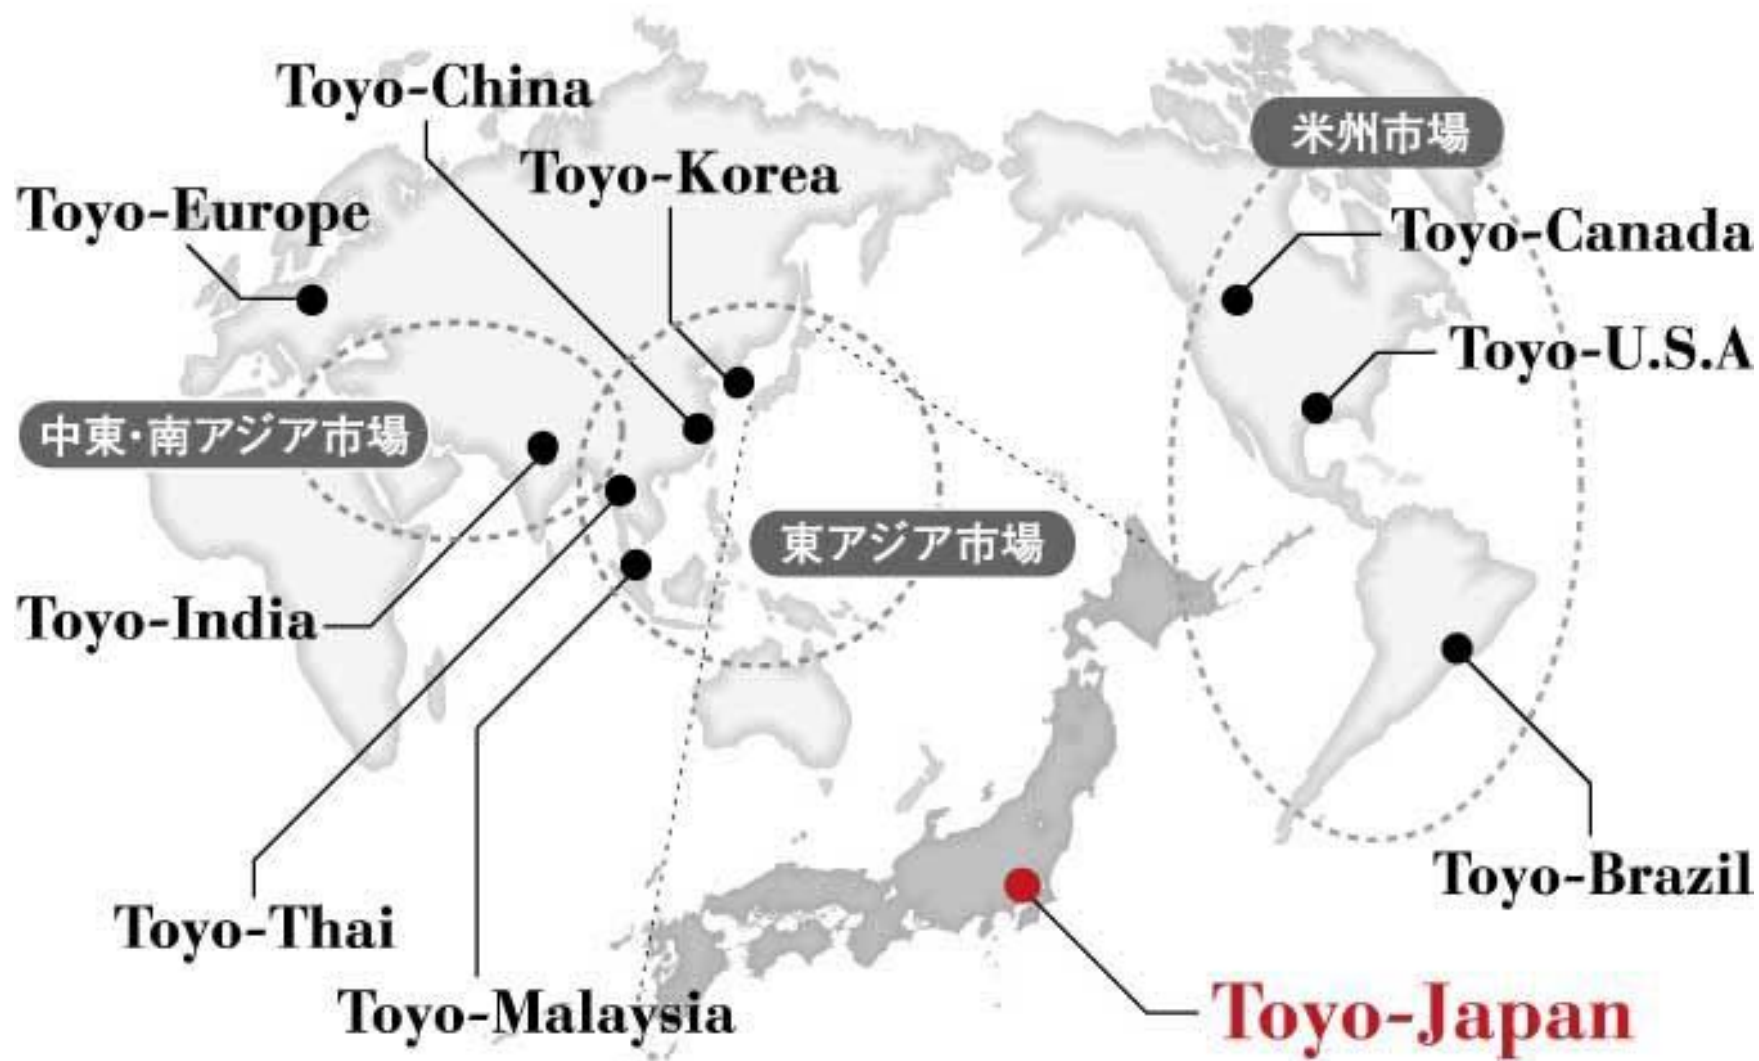 Toyo-China
米州市場
Toyo-Korea
Toyo-Europe
Toyo-Canada
Toyo-U.S.A
中東・南アジア市場
東アジア市場
Toyo-India
Toyo-Brazil
Toyo-Thai
Toyo-Malaysia
Toyo-Japan